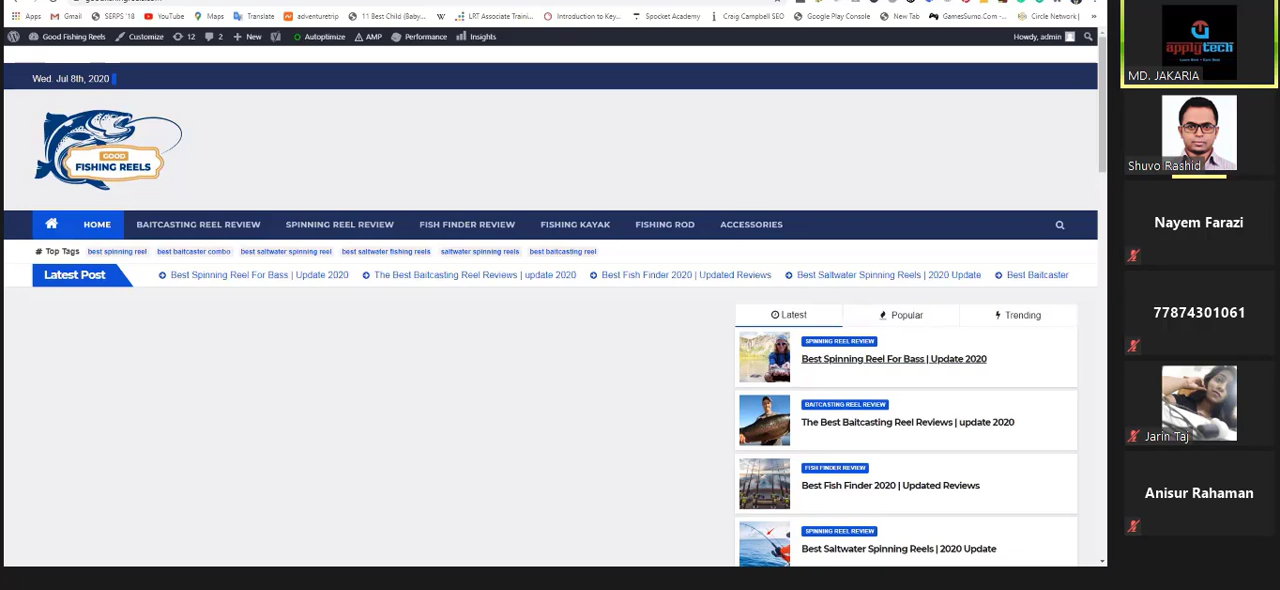 Apps Gmail SERPS '18 YouTube Maps Translate adventuretrip 11 Best Child (Baby... LRT Associate Traini... Introduction to Key... Spocket Academy Craig Campbell SEO Google Play Console New Tab GamesSumo.Com -... Circle Network | »
Good Fishing Reels Customize 12 2 New Autoptimize AMP Performance Insights Howdy, admin
Wed. Jul 8th, 2020
GOOD
FISHING REELS
HOME BAITCASTING REEL REVIEW SPINNING REEL REVIEW FISH FINDER REVIEW FISHING KAYAK FISHING ROD ACCESSORIES
# Top Tags best spinning reel best baitcaster combo best saltwater spinning reel best saltwater fishing reels saltwater spinning reels best baitcasting reel
Latest Post Best Spinning Reel For Bass | Update 2020 The Best Baitcasting Reel Reviews | update 2020 Best Fish Finder 2020 | Updated Reviews Best Saltwater Spinning Reels | 2020 Update Best Baitcaster
Latest Popular Trending
SPINNING REEL REVIEW
Best Spinning Reel For Bass | Update 2020
BAITCASTING REEL REVIEW
The Best Baitcasting Reel Reviews | update 2020
FISH FINDER REVIEW
Best Fish Finder 2020 | Updated Reviews
SPINNING REEL REVIEW
Best Saltwater Spinning Reels | 2020 Update
applytech
MD. JAKARIA
Shuvo Rashid
Nayem Farazi
77874301061
Jarin Taj
Anisur Rahaman